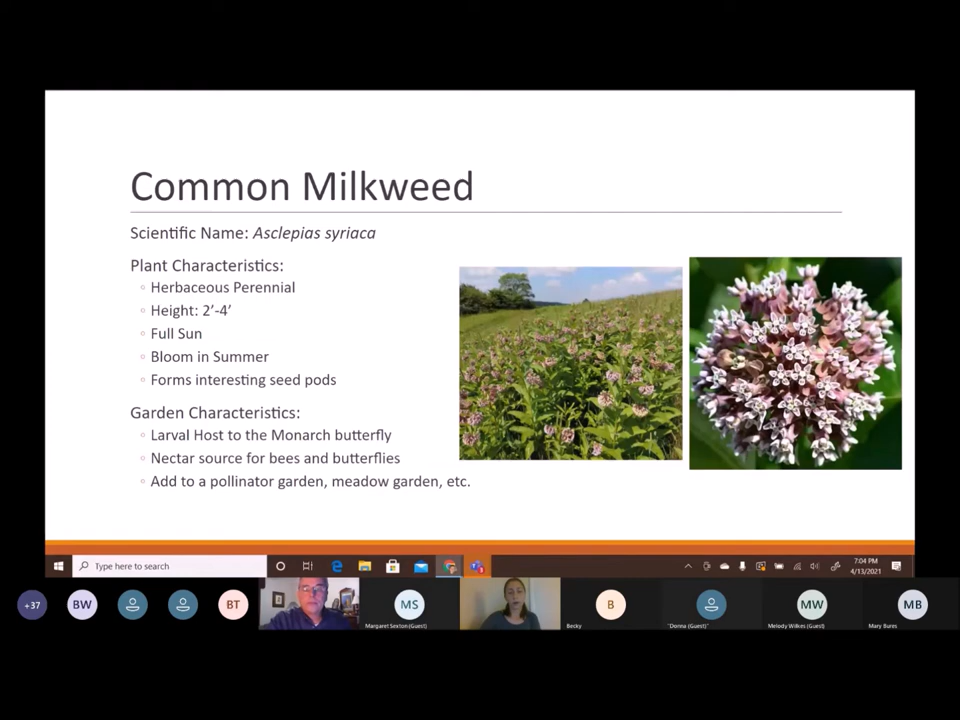 Common Milkweed
Scientific Name: Asclepias syriaca
Plant Characteristics:
◦ Herbaceous Perennial
◦ Height: 2'-4'
◦ Full Sun
◦ Bloom in Summer
◦ Forms interesting seed pods
Garden Characteristics:
◦ Larval Host to the Monarch butterfly
◦ Nectar source for bees and butterflies
◦ Add to a pollinator garden, meadow garden, etc.
Type here to search
7:04 PM
4/13/2021
+37
BW
BT
MS
Margaret Sexton (Guest)
B
Becky
"Donna (Guest)"
MW
Melody Wilkes (Guest)
MB
Mary Bures